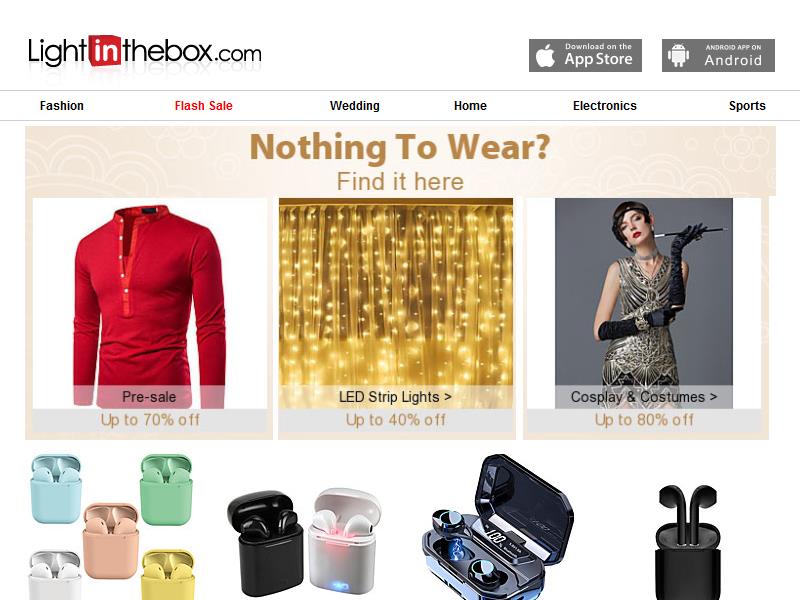 Lightinthebox.com
Download on the
App Store
ANDROID APP ON
Android
Fashion
Flash Sale
Wedding
Home
Electronics
Sports
Nothing To Wear?
Find it here
Pre-sale
Up to 70% off
LED Strip Lights >
Up to 40% off
Cosplay & Costumes >
Up to 80% off
100